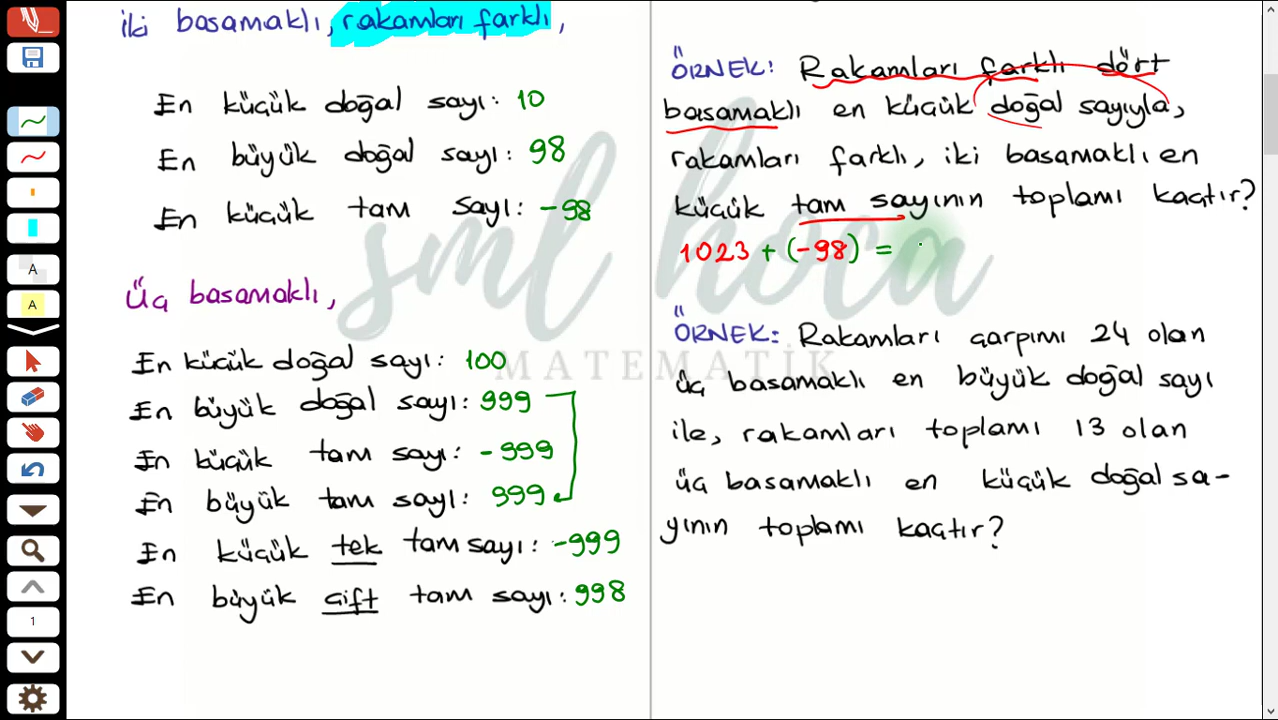 iki basamaklı, rakamları farklı,
En küçük doğal sayı: 10
En büyük doğal sayı: 98
En küçük tam sayı: -98
Üç basamaklı,
En küçük doğal sayı: 100
En büyük doğal sayı: 999
En küçük tam sayı: -999
En büyük tam sayı: 999
En küçük tek tam sayı: -999
En büyük çift tam sayı: 998
ÖRNEK: Rakamları farklı dört
basamaklı en küçük doğal sayıyla,
rakamları farklı, iki basamaklı en
küçük tam sayının toplamı kaçtır?
1023 + (-98) =
ÖRNEK: Rakamları çarpımı 24 olan
üç basamaklı en büyük doğal sayı
ile, rakamları toplamı 13 olan
üç basamaklı en küçük doğal sa-
yının toplamı kaçtır?
sml hoca
MATEMATİK
A
A
1